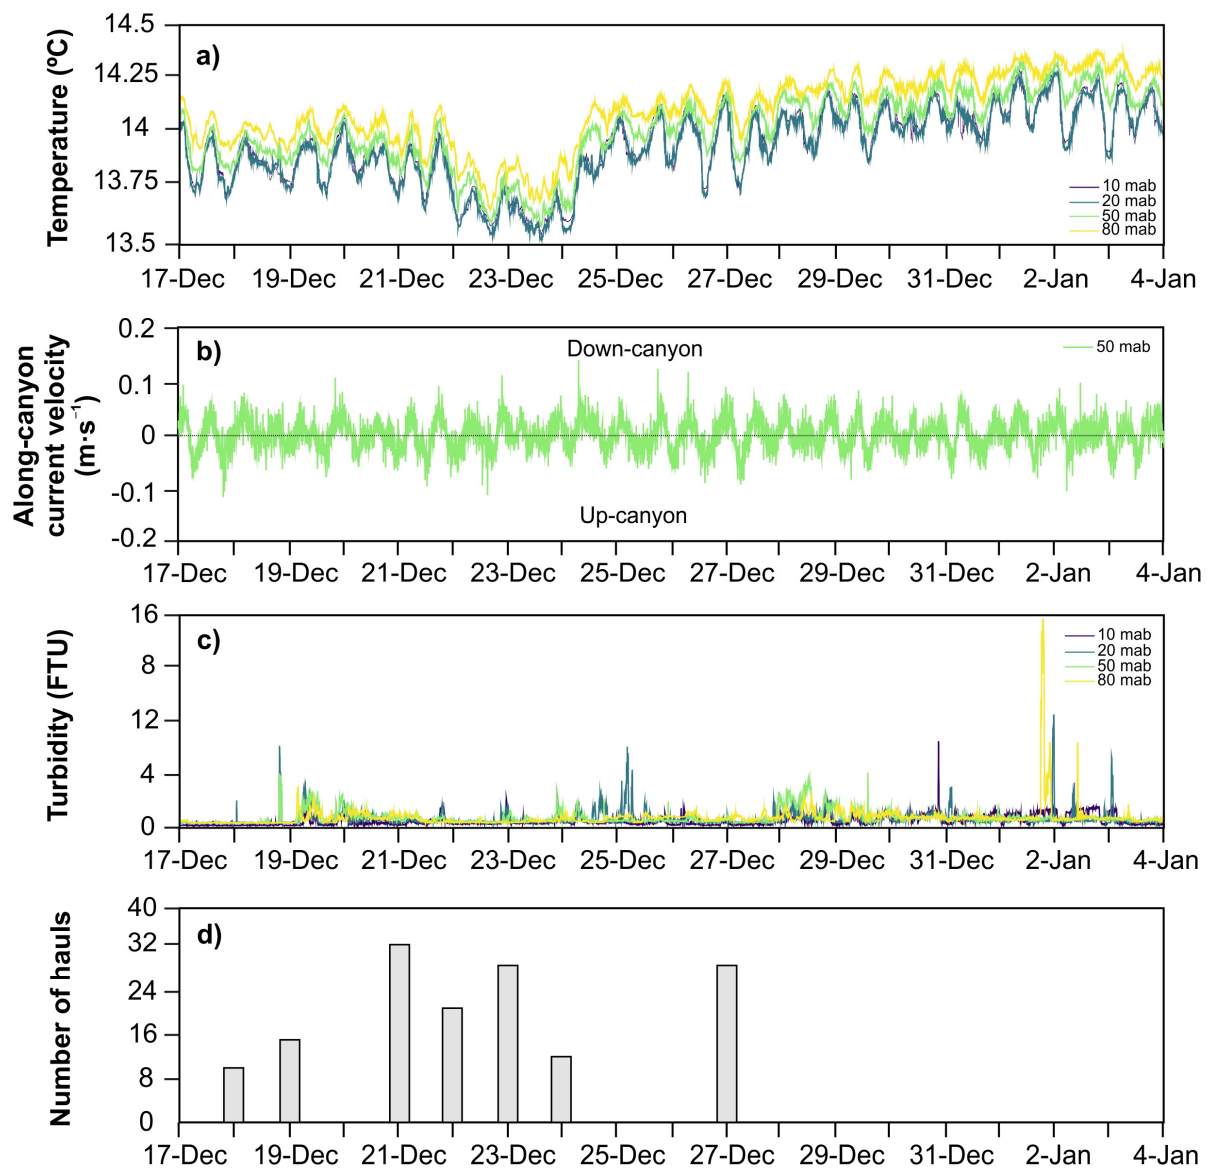 a)
Temperature (ºC)
14.5
14.25
14
13.75
13.5
10 mab
20 mab
50 mab
80 mab
17-Dec 19-Dec 21-Dec 23-Dec 25-Dec 27-Dec 29-Dec 31-Dec 2-Jan 4-Jan
b)
Along-canyon
current velocity
(m·s⁻¹)
0.2
0.1
0
-0.1
-0.2
Down-canyon
50 mab
Up-canyon
17-Dec 19-Dec 21-Dec 23-Dec 25-Dec 27-Dec 29-Dec 31-Dec 2-Jan 4-Jan
c)
Turbidity (FTU)
16
8
12
4
0
10 mab
20 mab
50 mab
80 mab
17-Dec 19-Dec 21-Dec 23-Dec 25-Dec 27-Dec 29-Dec 31-Dec 2-Jan 4-Jan
d)
Number of hauls
40
32
24
16
8
0
17-Dec 19-Dec 21-Dec 23-Dec 25-Dec 27-Dec 29-Dec 31-Dec 2-Jan 4-Jan